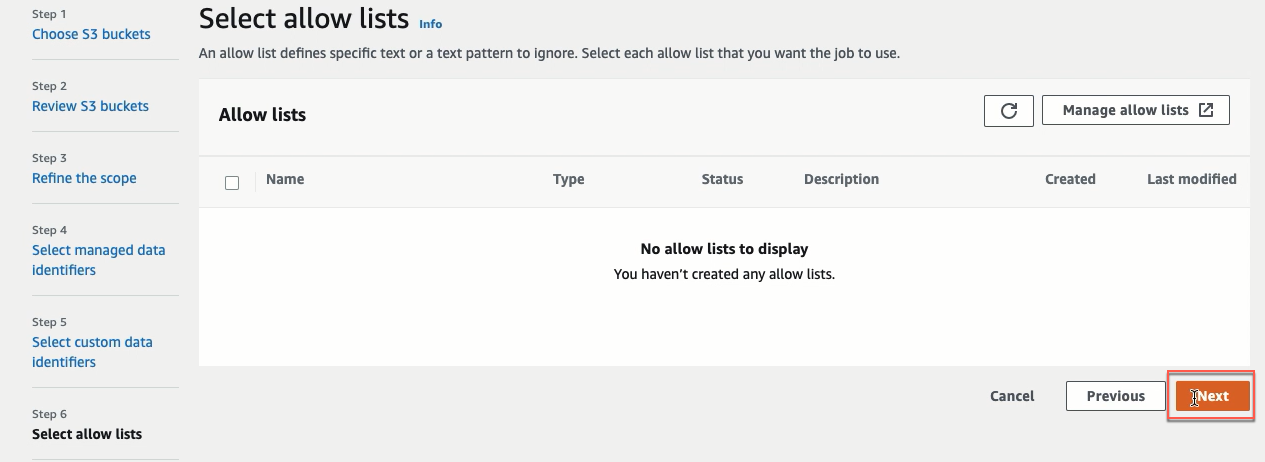 Step 1
Choose S3 buckets
Step 2
Review S3 buckets
Step 3
Refine the scope
Step 4
Select managed data
identifiers
Step 5
Select custom data
identifiers
Step 6
Select allow lists
Select allow lists Info
An allow list defines specific text or a text pattern to ignore. Select each allow list that you want the job to use.
Allow lists
Manage allow lists
Name Type Status Description Created Last modified
No allow lists to display
You haven't created any allow lists.
Cancel Previous Next